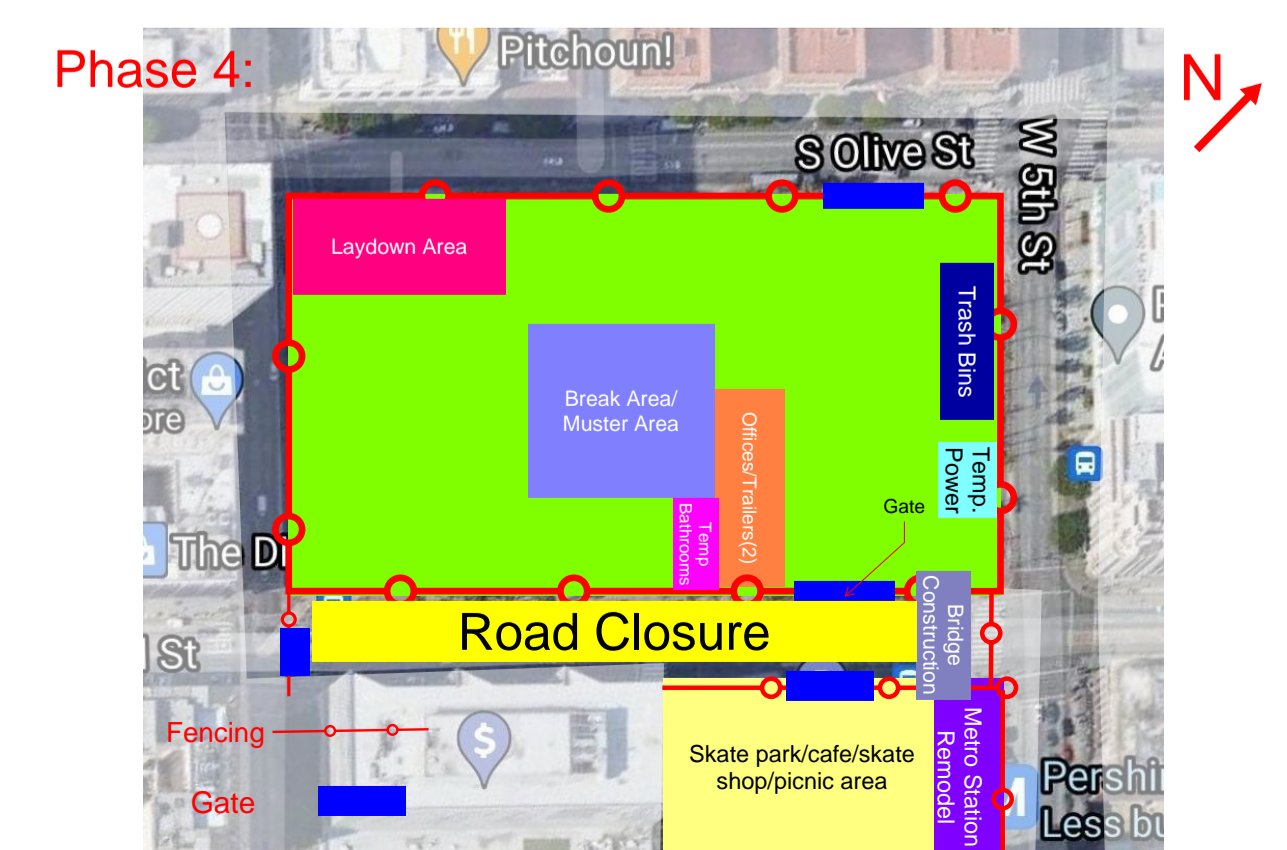 Phase 4:
Pitchoun!
N
S Olive St
W 5th St
Laydown Area
Trash Bins
Break Area/
Muster Area
Offices/Trailers(2)
Temp.
Power
Gate
Temp
Bathrooms
The D
Bridge
Construction
Road Closure
St
Fencing
Gate
$
Skate park/cafe/skate
shop/picnic area
Metro Station
Remodel
M
Pershi
Less bu